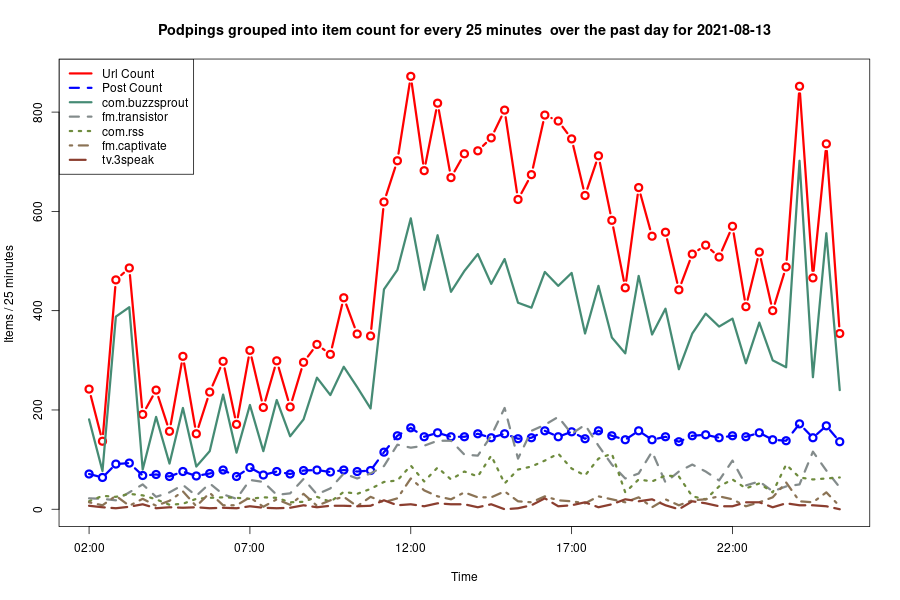 Podpings grouped into item count for every 25 minutes  over the past day for 2021-08-13
Url Count
Post Count
com.buzzsprout
fm.transistor
com.rss
fm.captivate
tv.3speak
800
600
400
200
0
Items / 25 minutes
02:00 07:00 12:00 17:00 22:00
Time